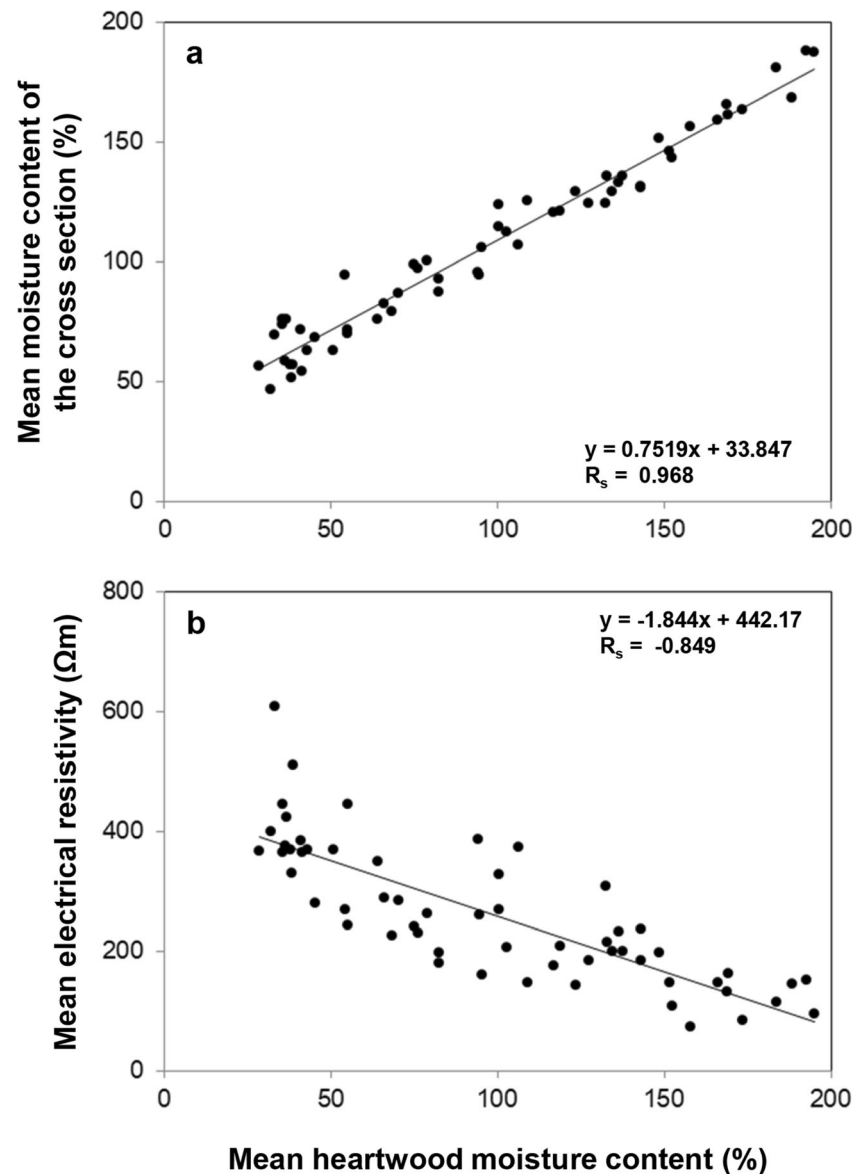 a
Mean moisture content of
the cross section (%)
200
150
100
50
0
y = 0.7519x + 33.847
Rs = 0.968
0 50 100 150 200
b
Mean electrical resistivity (Ωm)
800
600
400
200
0
y = -1.844x + 442.17
Rs = -0.849
0 50 100 150 200
Mean heartwood moisture content (%)